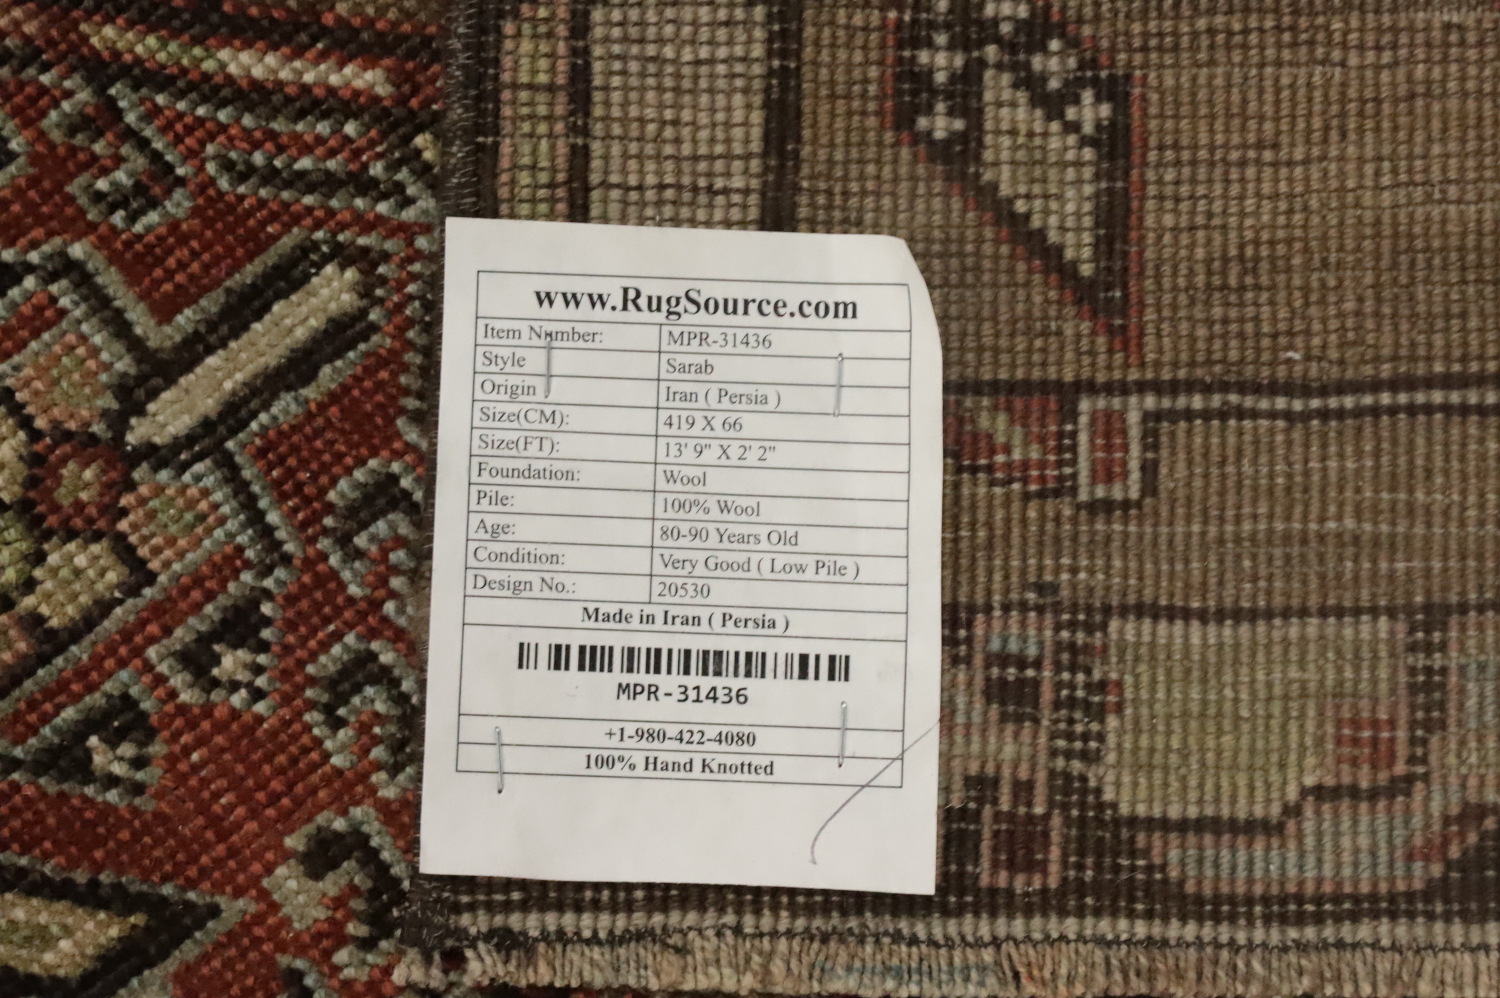 www.RugSource.com
Item Number: MPR-31436
Style Sarab
Origin Iran ( Persia )
Size(CM): 419 X 66
Size(FT): 13' 9" X 2' 2"
Foundation: Wool
Pile: 100% Wool
Age: 80-90 Years Old
Condition: Very Good ( Low Pile )
Design No.: 20530
Made in Iran ( Persia )
MPR-31436
+1-980-422-4080
100% Hand Knotted